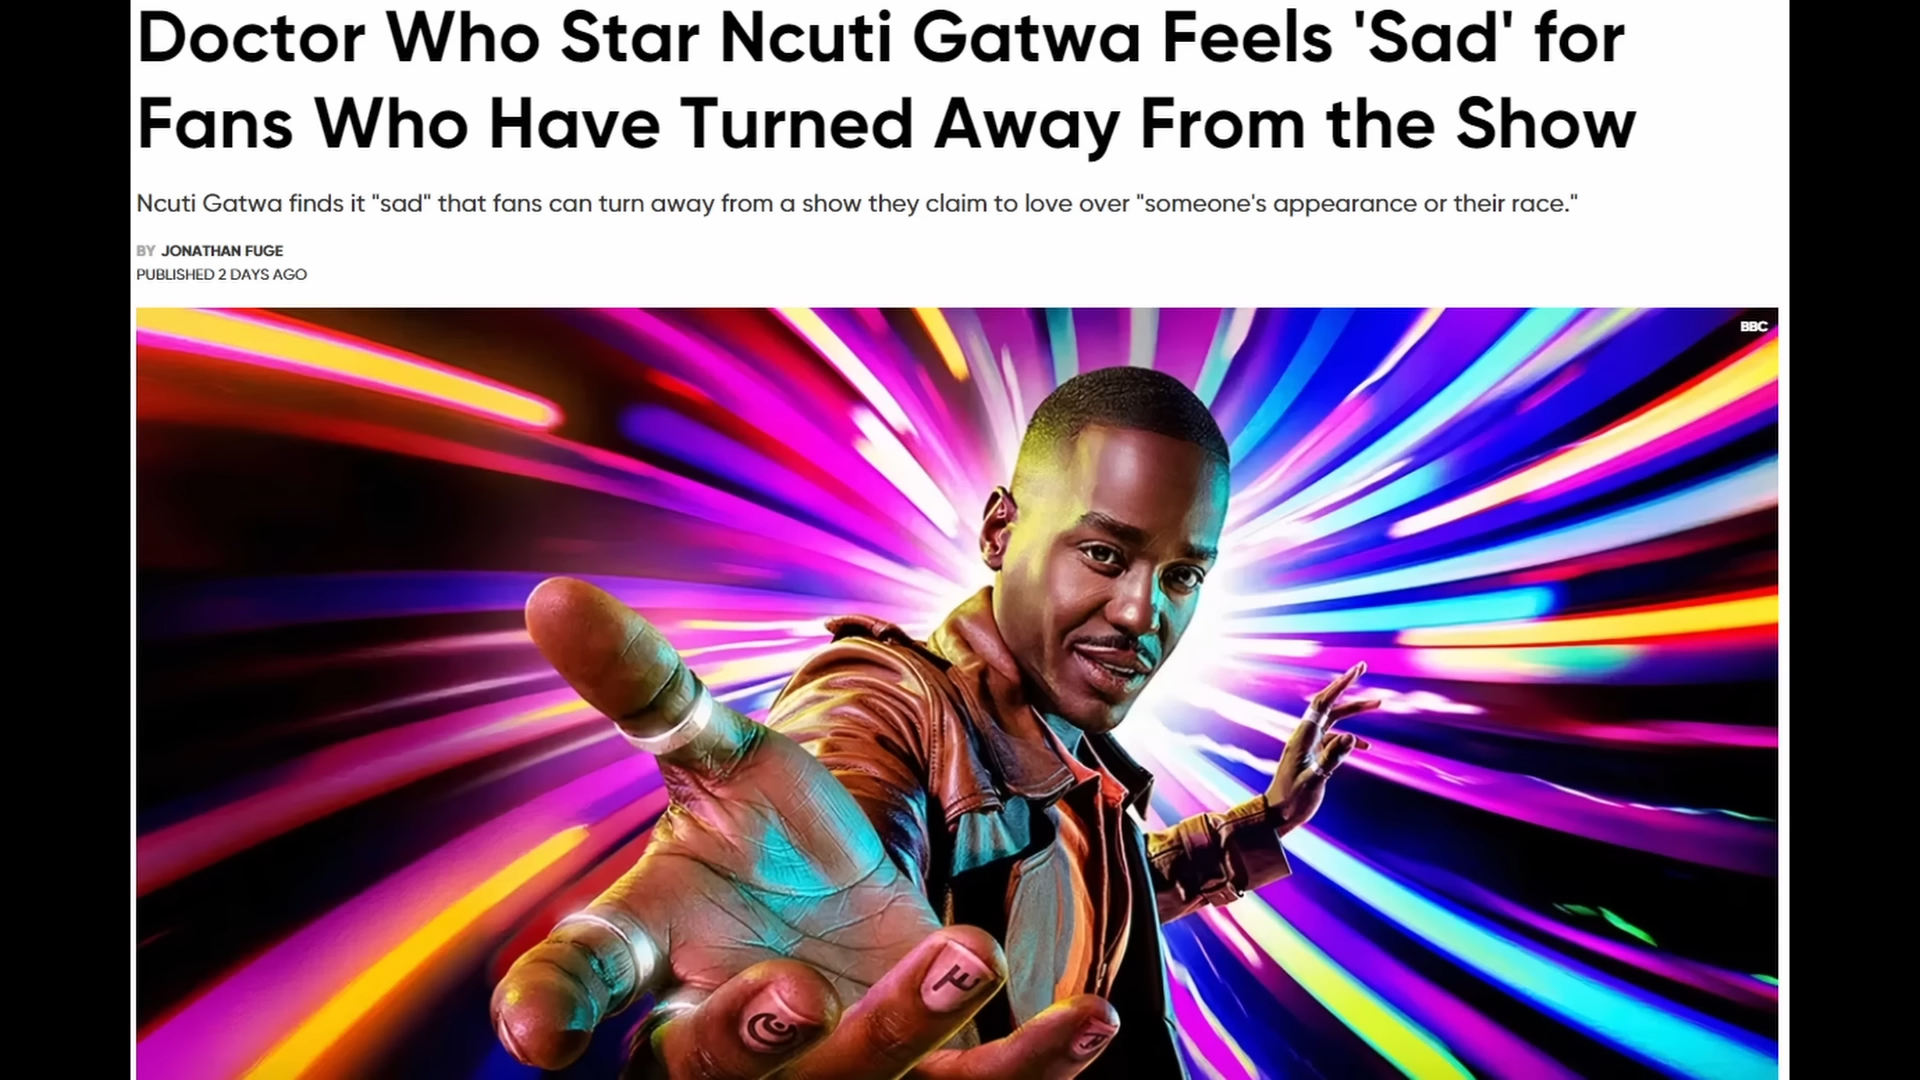 Doctor Who Star Ncuti Gatwa Feels 'Sad' for
Fans Who Have Turned Away From the Show
Ncuti Gatwa finds it "sad" that fans can turn away from a show they claim to love over "someone's appearance or their race."
BY JONATHAN FUGE
PUBLISHED 2 DAYS AGO
BBC